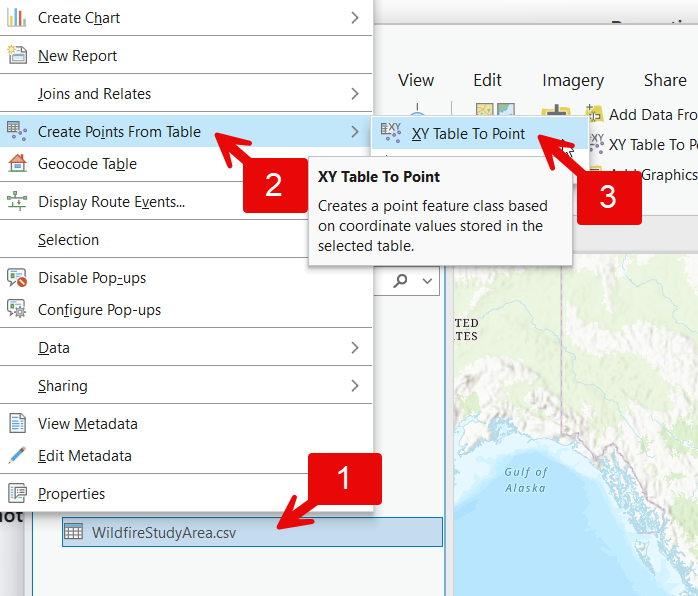 Create Chart
New Report
Joins and Relates
Create Points From Table
Geocode Table
Display Route Events...
Selection
Disable Pop-ups
Configure Pop-ups
Data
Sharing
View Metadata
Edit Metadata
Properties
WildfireStudyArea.csv
1
2
XY Table To Point
3
XY Table To Point
Creates a point feature class based
on coordinate values stored in the
selected table.
View Edit Imagery Share
Add Data Fro
XY Table To P
Graphics
TED
TES
Gulf of
Alaska